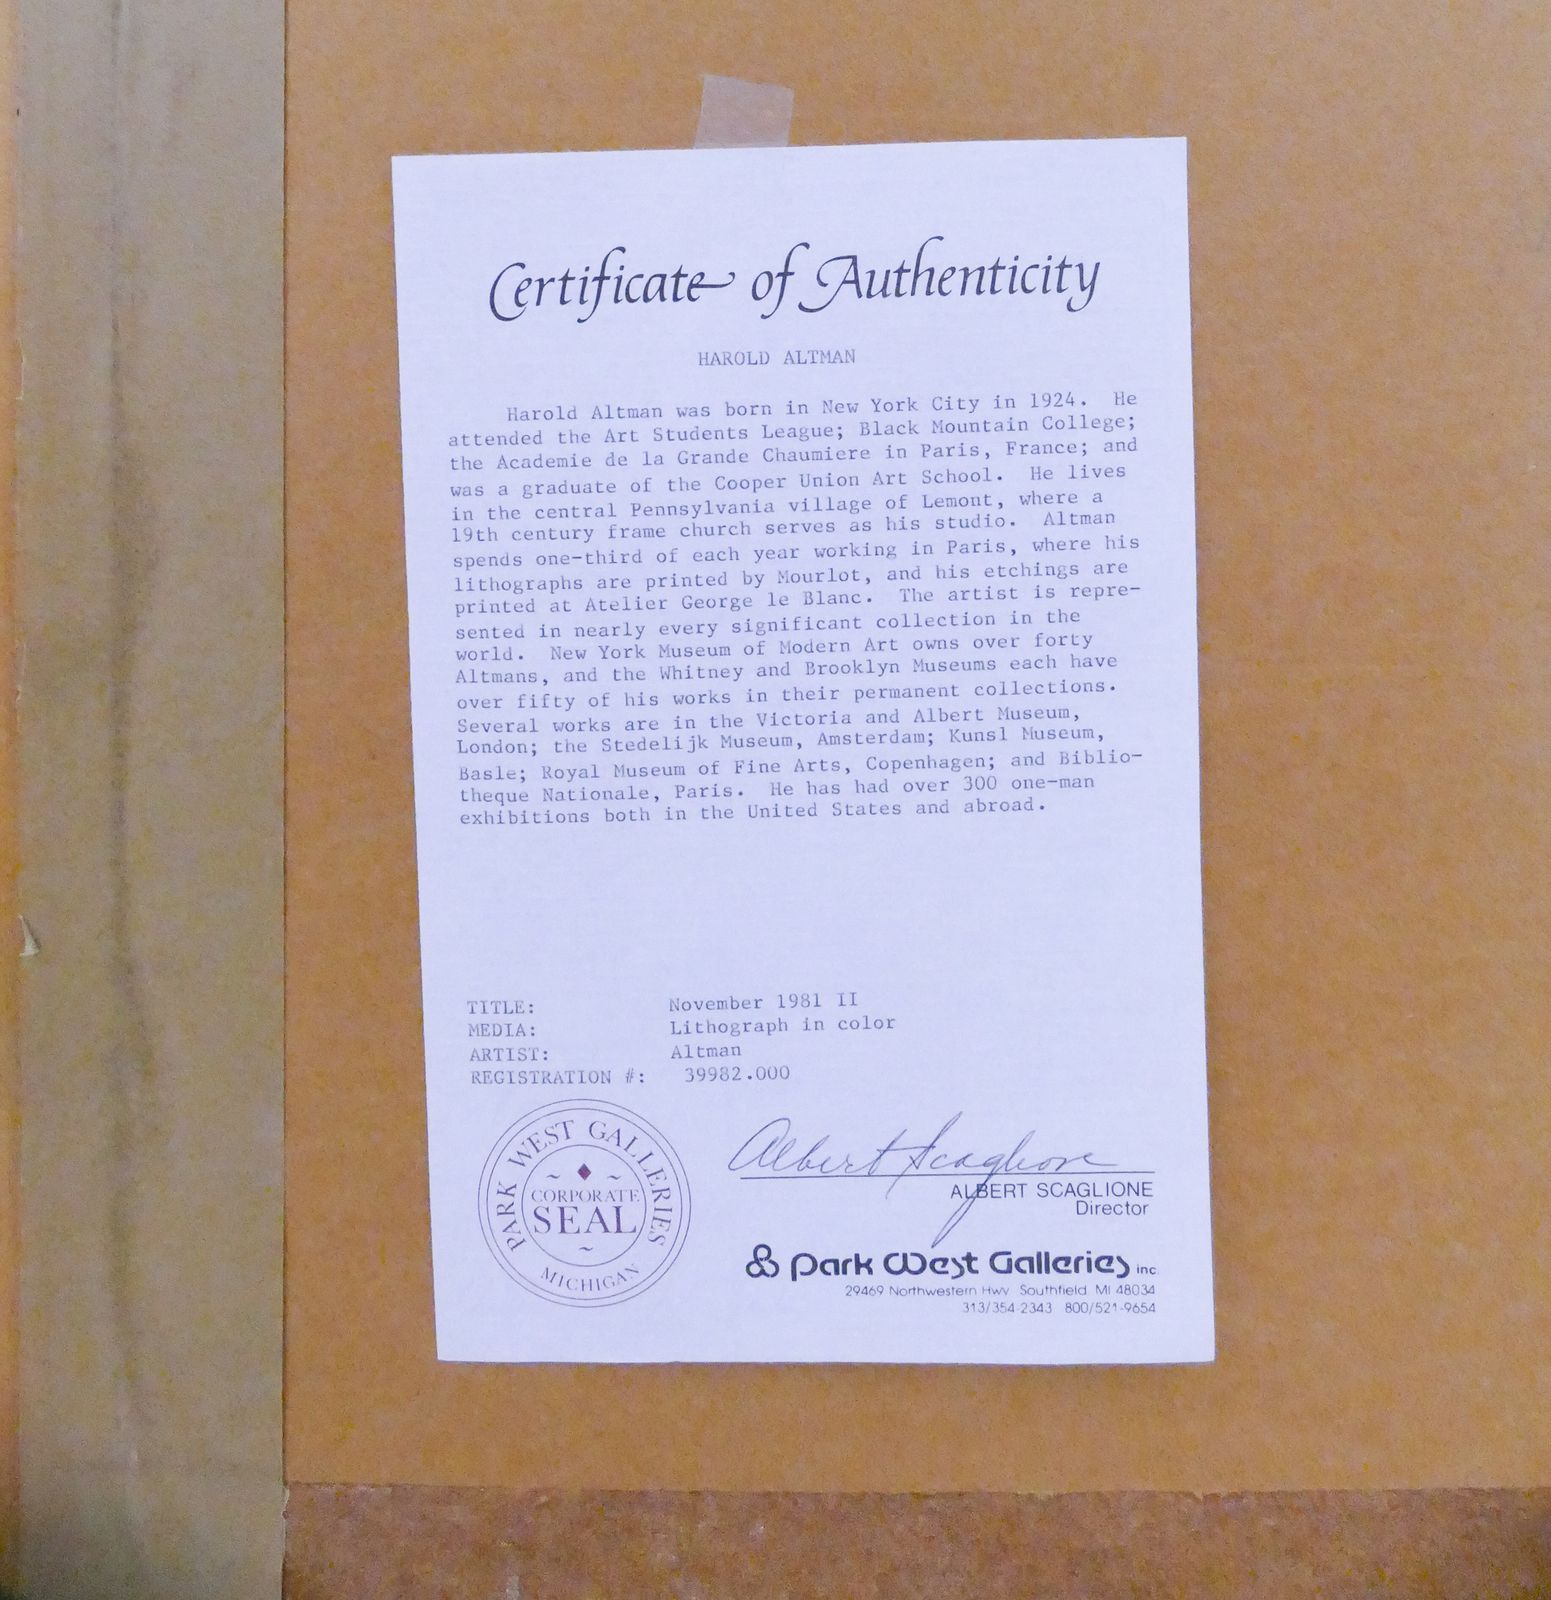 Certificate of Authenticity
HAROLD ALTMAN
Harold Altman was born in New York City in 1924. He
attended the Art Students League; Black Mountain College;
the Academie de la Grande Chaumiere in Paris, France; and
was a graduate of the Cooper Union Art School. He lives
in the central Pennsylvania village of Lemont, where a
19th century frame church serves as his studio. Altman
spends one-third of each year working in Paris, where his
lithographs are printed by Mourlot, and his etchings are
printed at Atelier George le Blanc. The artist is repre-
sented in nearly every significant collection in the
world. New York Museum of Modern Art owns over forty
Altmans, and the Whitney and Brooklyn Museums each have
over fifty of his works in their permanent collections.
Several works are in the Victoria and Albert Museum,
London; the Stedelijk Museum, Amsterdam; Kunsl Museum,
Basle; Royal Museum of Fine Arts, Copenhagen; and Biblio-
theque Nationale, Paris. He has had over 300 one-man
exhibitions both in the United States and abroad.
TITLE: November 1981 II
MEDIA: Lithograph in color
ARTIST: Altman
REGISTRATION #: 39982.000
PARK WEST GALLERIES
CORPORATE
SEAL
MICHIGAN
Albert Scaglione
ALBERT SCAGLIONE
Director
Park West Galleries inc
29469 Northwestern Hwy Southfield MI 48034
313/354-2343 800/521-9654